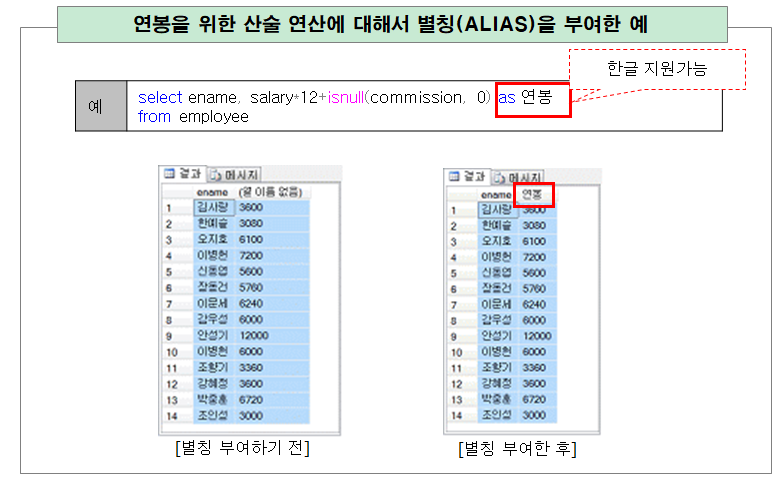 연봉을 위한 산술 연산에 대해서 별칭(ALIAS)을 부여한 예
한글 지원가능
예
select ename, salary*12+isnull(commission, 0) as 연봉
from employee
결과 메시지
ename (열 이름 없음)
1 김사랑 3600
2 한예슬 3080
3 오지호 6100
4 이병헌 7200
5 신동엽 5600
6 장동건 5760
7 이문세 6240
8 감우성 6000
9 안성기 12000
10 이병헌 6000
11 조향기 3360
12 강혜정 3600
13 박중훈 6720
14 조인성 3000
[별칭 부여하기 전]
결과 메시지
ename 연봉
1 김사랑 3600
2 한예슬 3080
3 오지호 6100
4 이병헌 7200
5 신동엽 5600
6 장동건 5760
7 이문세 6240
8 감우성 6000
9 안성기 12000
10 이병헌 6000
11 조향기 3360
12 강혜정 3600
13 박중훈 6720
14 조인성 3000
[별칭 부여한 후]